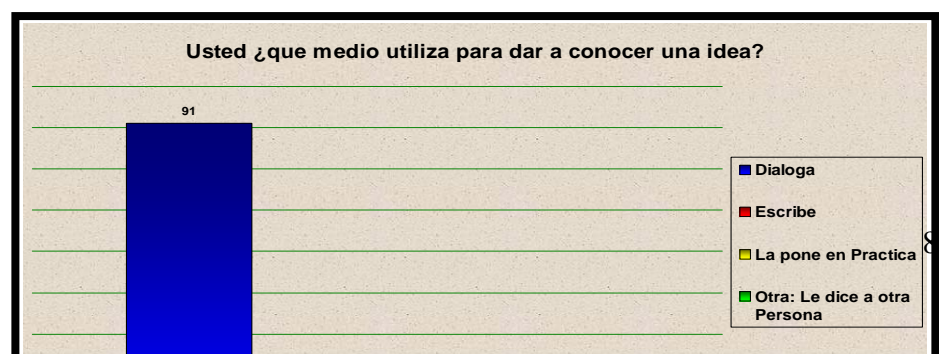 Usted ¿que medio utiliza para dar a conocer una idea?
91
Dialoga
Escribe
La pone en Practica
8
Otra: Le dice a otra
Persona